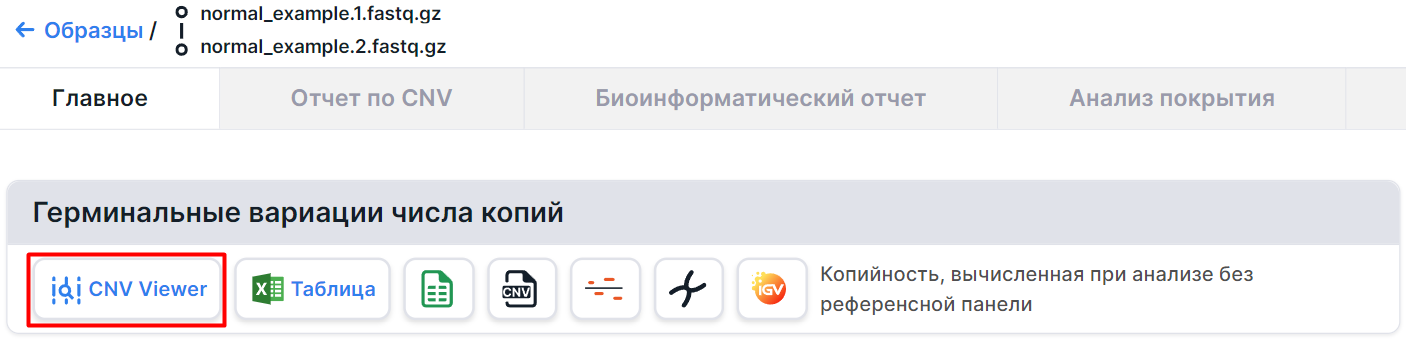 normal_example.1.fastq.gz
← Образцы /
normal_example.2.fastq.gz
Главное Отчет по CNV Биоинформатический отчет Анализ покрытия
Герминальные вариации числа копий
CNV Viewer X Таблица CNV IGV Копийность, вычисленная при анализе без
референсной панели